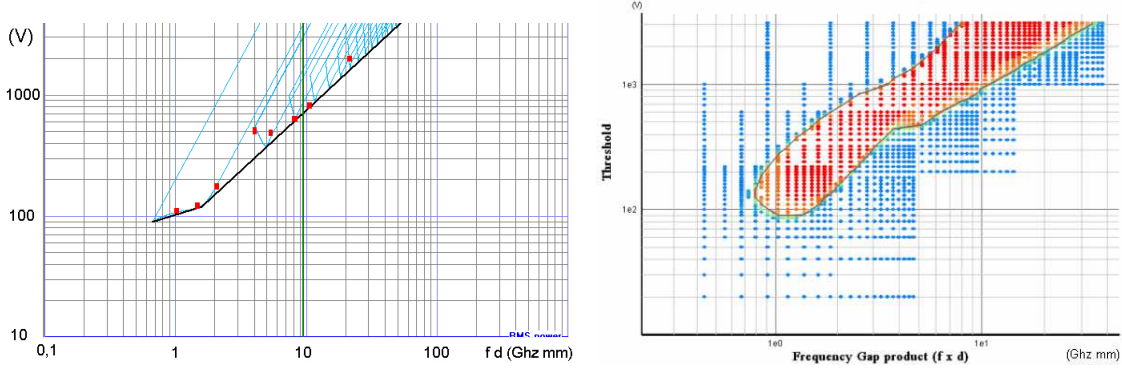 (V)
1000
100
10
RMS power
0,1
1
10
100
f d (Ghz mm)
(V)
1e3
Threshold
1e2
1e0
1e1
Frequency Gap product (f x d)
(Ghz mm)